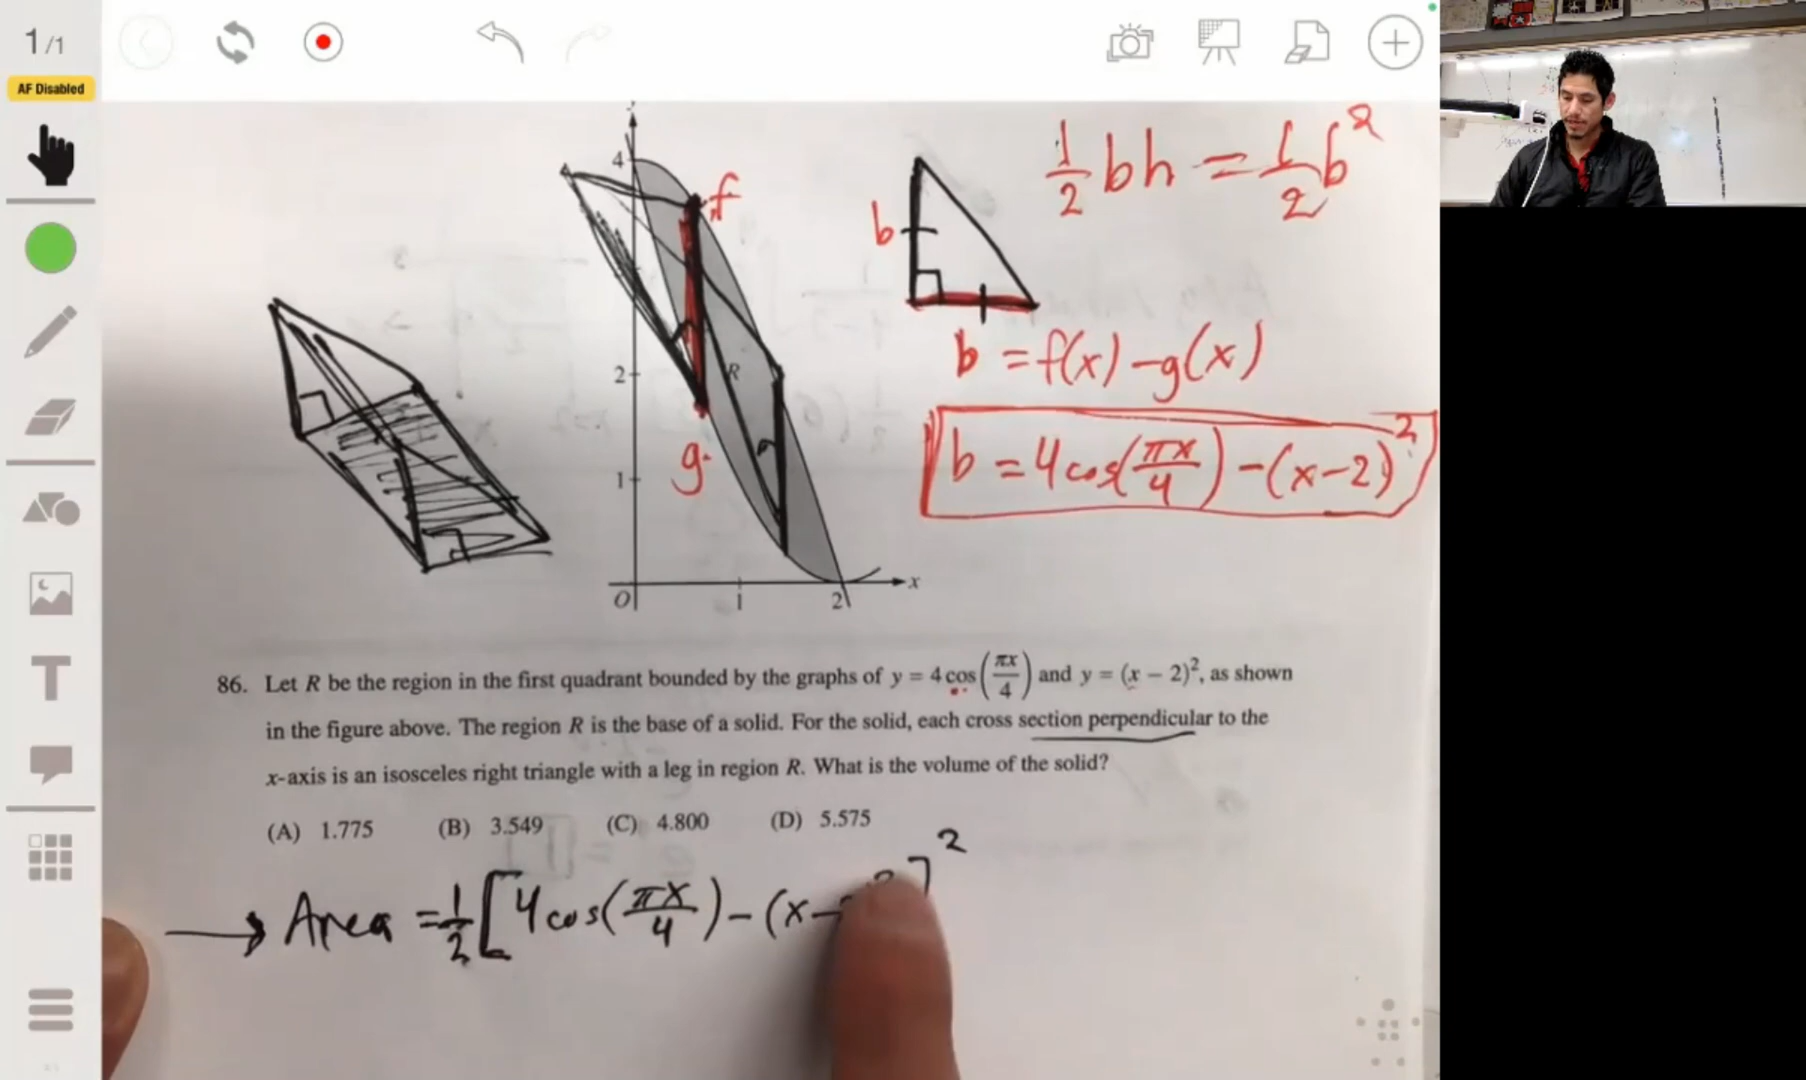 1/1
AF Disabled
T
4
2
1
O
1
2
x
R
f
g
b
1/2 bh = 1/2 b²
b = f(x) - g(x)
b = 4cos(πx/4) - (x-2)²
86. Let R be the region in the first quadrant bounded by the graphs of y = 4 cos(πx/4) and y = (x − 2)², as shown
in the figure above. The region R is the base of a solid. For the solid, each cross section perpendicular to the
x-axis is an isosceles right triangle with a leg in region R. What is the volume of the solid?
(A) 1.775 (B) 3.549 (C) 4.800 (D) 5.575
→ Area = 1/2 [4cos(πx/4) - (x- ]²